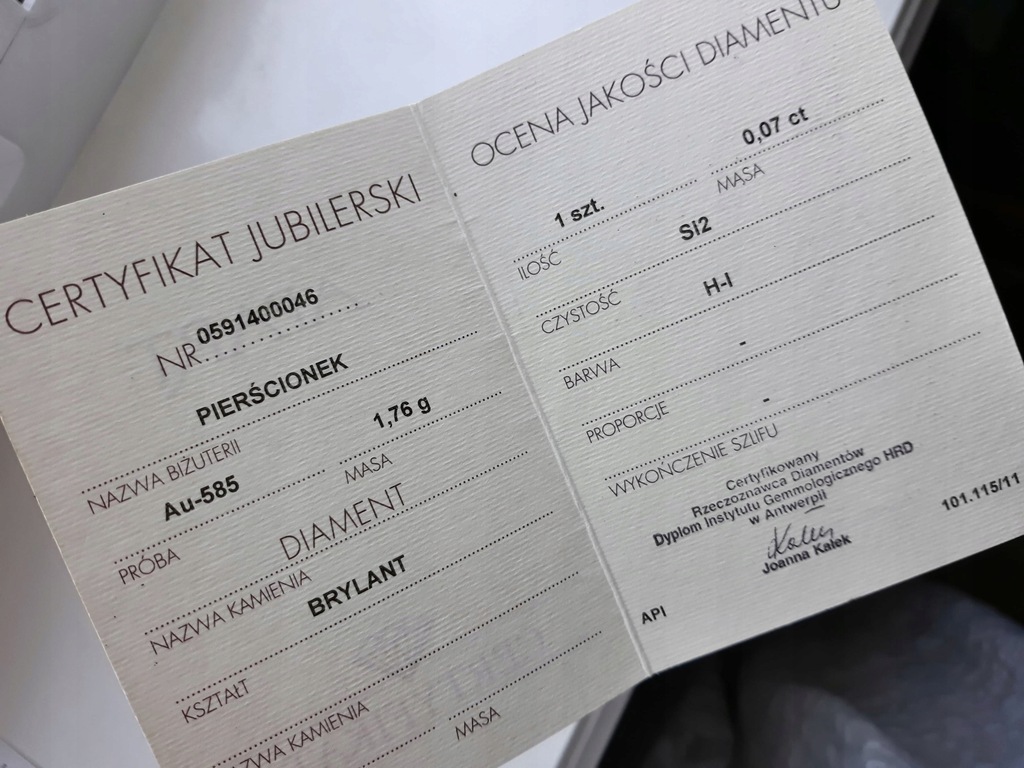 CERTYFIKAT JUBILERSKI
NR 0591400046
PIERŚCIONEK
NAZWA BIŻUTERII
Au-585 1,76 g
PRÓBA MASA
DIAMENT
NAZWA KAMIENIA
BRYLANT
KSZTAŁT
ZWA KAMIENIA MASA
OCENA JAKOŚCI DIAMENTU
1 szt. 0,07 ct
ILOŚĆ MASA
Si2
CZYSTOŚĆ
H-I
BARWA
-
PROPORCJE
-
WYKOŃCZENIE SZLIFU
Certyfikowany
Rzeczoznawca Diamentów
Dyplom Instytutu Gemmologicznego HRD
w Antwerpii
Joanna Kalek
101.115/11
API